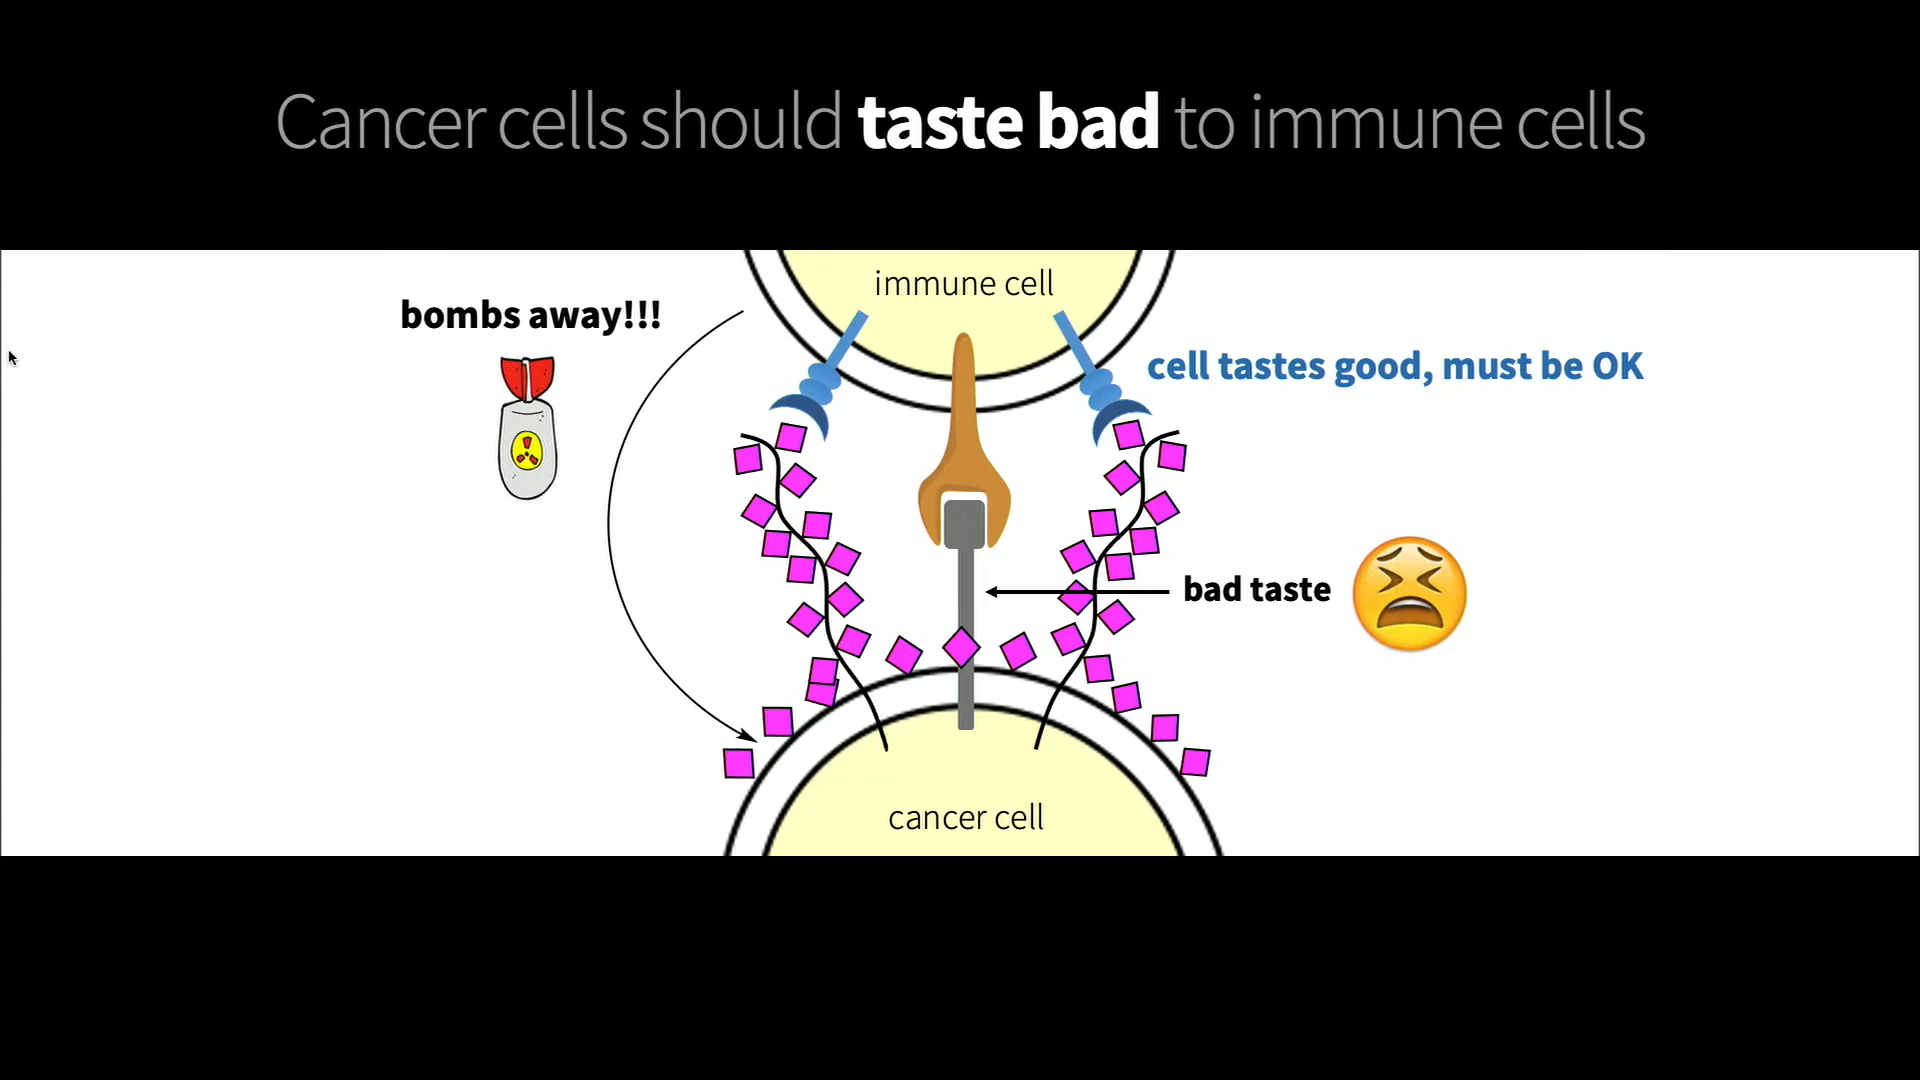 Cancer cells should taste bad to immune cells
immune cell
bombs away!!!
cell tastes good, must be OK
bad taste
cancer cell